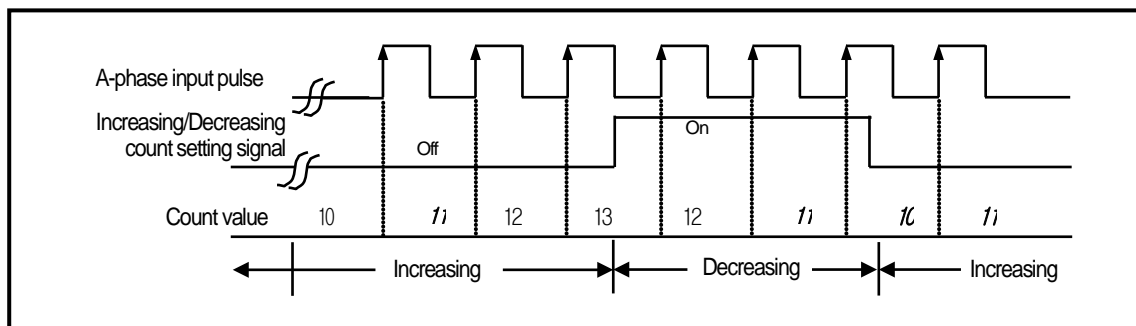 A-phase input pulse
Increasing/Decreasing
count setting signal
Off
On
Count value 10 11 12 13 12 11 10 11
Increasing Decreasing Increasing